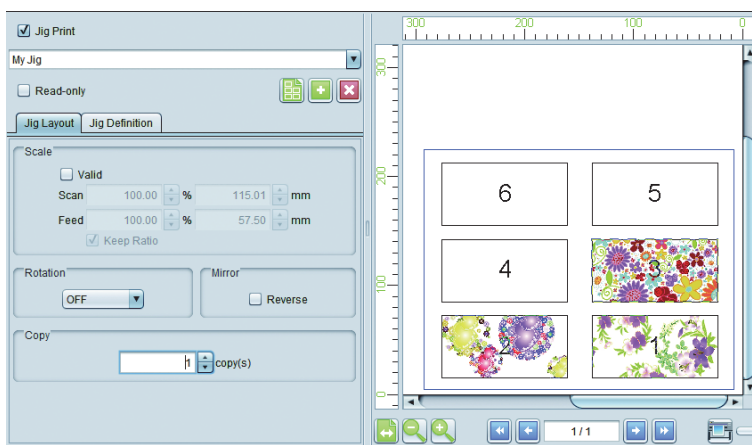 Jig Print
My Jig
Read-only
Jig Layout Jig Definition
Scale
Valid
Scan 100.00 % 115.01 mm
Feed 100.00 % 57.50 mm
Keep Ratio
Rotation
OFF
Mirror
Reverse
Copy
1 copy(s)
300 200 100 0
300
200
100
0
6 5
4 3
2 1
1/1